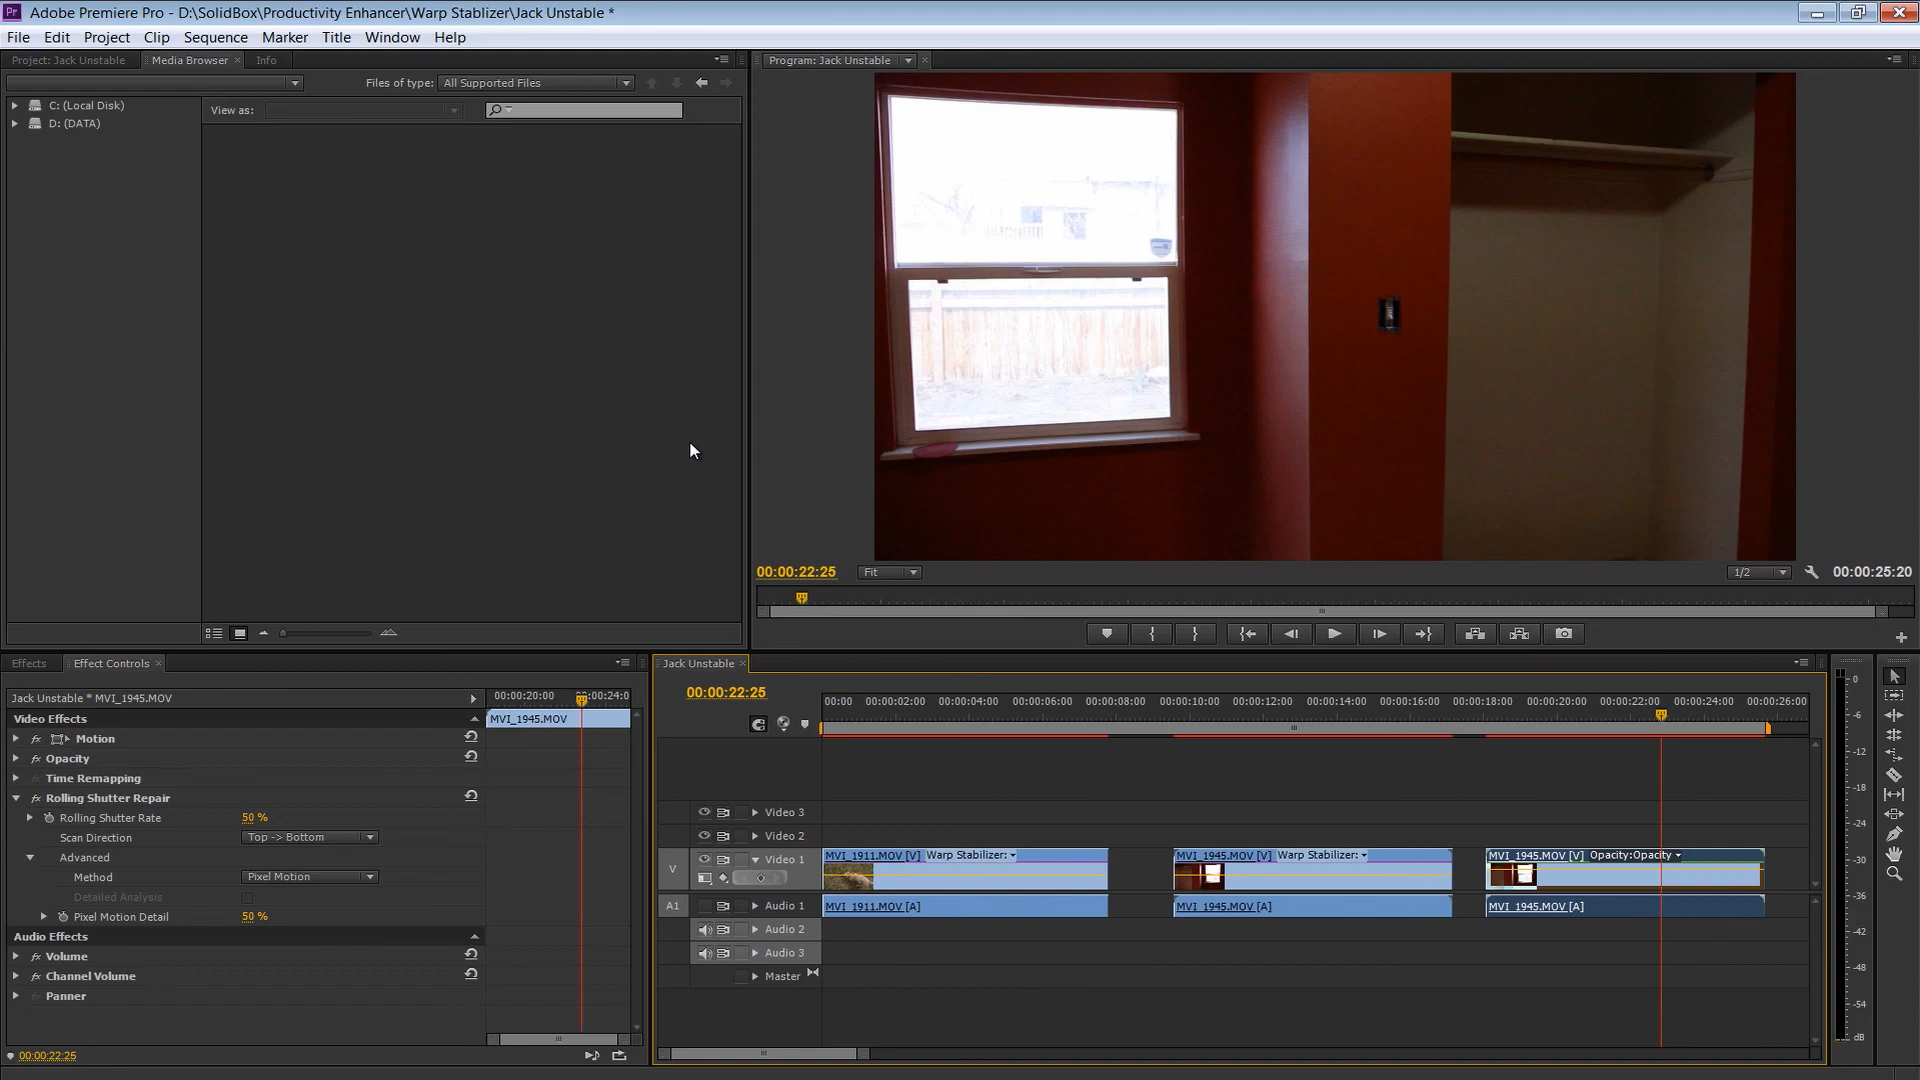 Pr Adobe Premiere Pro - D:\SolidBox\Productivity Enhancer\Warp Stablizer\Jack Unstable *
File Edit Project Clip Sequence Marker Title Window Help
Project: Jack Unstable Media Browser × Info
Files of type: All Supported Files
C: (Local Disk)
D: (DATA)
View as:
Program: Jack Unstable
00:00:22:25 Fit 1/2 00:00:25:20
Effects Effect Controls ×
Jack Unstable * MVI_1945.MOV
00:00:20:00 00:00:24:0
Video Effects
MVI_1945.MOV
fx Motion
fx Opacity
fx Time Remapping
fx Rolling Shutter Repair
Rolling Shutter Rate 50 %
Scan Direction Top -> Bottom
Advanced
Method Pixel Motion
Detailed Analysis
Pixel Motion Detail 50 %
Audio Effects
fx Volume
fx Channel Volume
Panner
00:00:22:25
Jack Unstable ×
00:00:22:25
00:00 00:00:02:00 00:00:04:00 00:00:06:00 00:00:08:00 00:00:10:00 00:00:12:00 00:00:14:00 00:00:16:00 00:00:18:00 00:00:20:00 00:00:22:00 00:00:24:00 00:00:26:00
Video 3
Video 2
V Video 1
MVI_1911.MOV [V] Warp Stabilizer:
MVI_1945.MOV [V] Warp Stabilizer:
MVI_1945.MOV [V] Opacity:Opacity
A1 Audio 1
MVI_1911.MOV [A]
MVI_1945.MOV [A]
MVI_1945.MOV [A]
Audio 2
Audio 3
Master
0
-6
-12
-18
-24
-30
-36
-42
-48
-54
dB